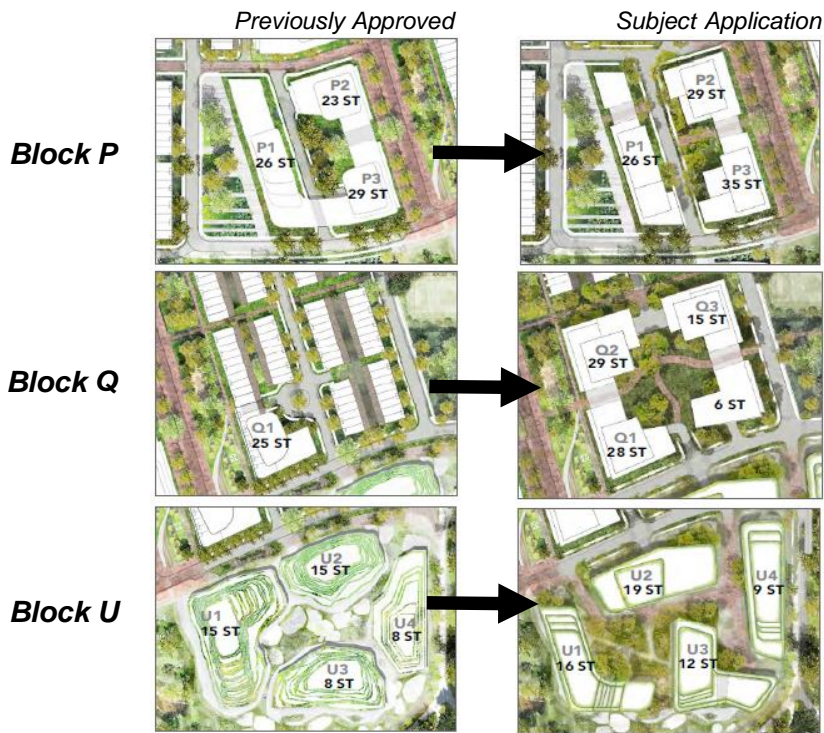 Previously Approved
Subject Application
Block P
P1
26 ST
P2
23 ST
P3
29 ST
P1
26 ST
P2
29 ST
P3
35 ST
Block Q
Q1
25 ST
Q2
29 ST
Q3
15 ST
6 ST
Q1
28 ST
Block U
U1
15 ST
U2
15 ST
U3
8 ST
U4
8 ST
U1
16 ST
U2
19 ST
U3
12 ST
U4
9 ST